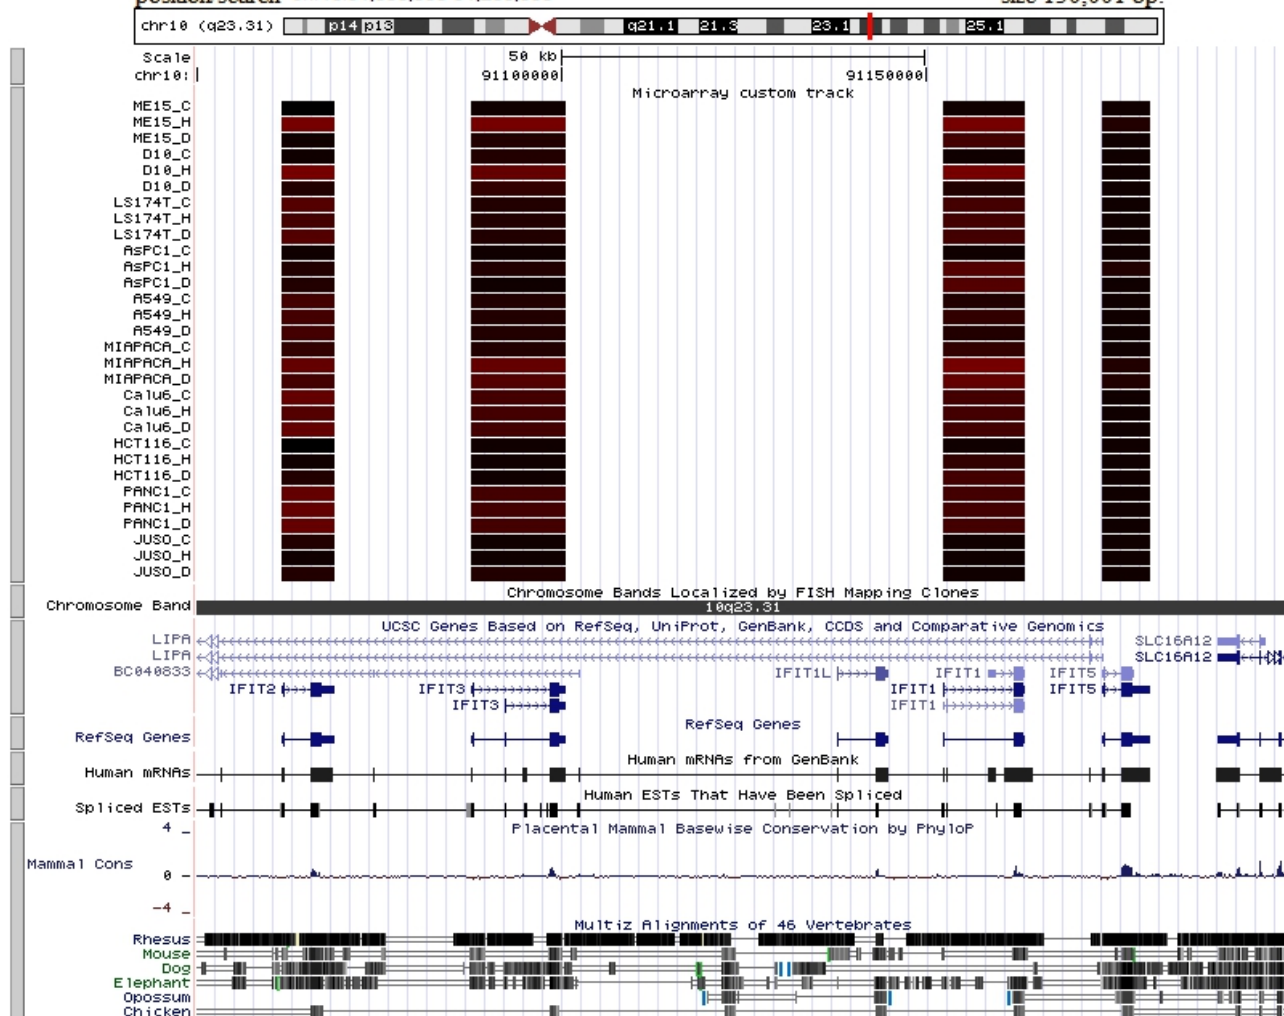 position search
size 150,001 bp.
chr10 (q23.31) p14 p13 q21.1 21.3 23.1 25.1
Scale 50 kb
chr10: 91100000 91150000
Microarray custom track
ME15_C
ME15_H
ME15_D
D10_C
D10_H
D10_D
LS174T_C
LS174T_H
LS174T_D
AsPC1_C
AsPC1_H
AsPC1_D
A549_C
A549_H
A549_D
MIAPACA_C
MIAPACA_H
MIAPACA_D
Calu6_C
Calu6_H
Calu6_D
HCT116_C
HCT116_H
HCT116_D
PANC1_C
PANC1_H
PANC1_D
JUSO_C
JUSO_H
JUSO_D
Chromosome Bands Localized by FISH Mapping Clones
Chromosome Band 10q23.31
UCSC Genes Based on RefSeq, UniProt, GenBank, CCDS and Comparative Genomics
LIPA SLC16A12
LIPA SLC16A12
BC040833 IFIT1L IFIT1 IFIT5
IFIT2 IFIT3 IFIT1 IFIT5
IFIT3 IFIT1
RefSeq Genes
RefSeq Genes
Human mRNAs from GenBank
Human mRNAs
Human ESTs That Have Been Spliced
Spliced ESTs
Placental Mammal Basewise Conservation by PhyloP
4 _
Mammal Cons
0 -
-4 _
Multiz Alignments of 46 Vertebrates
Rhesus
Mouse
Dog
Elephant
Opossum
Chicken